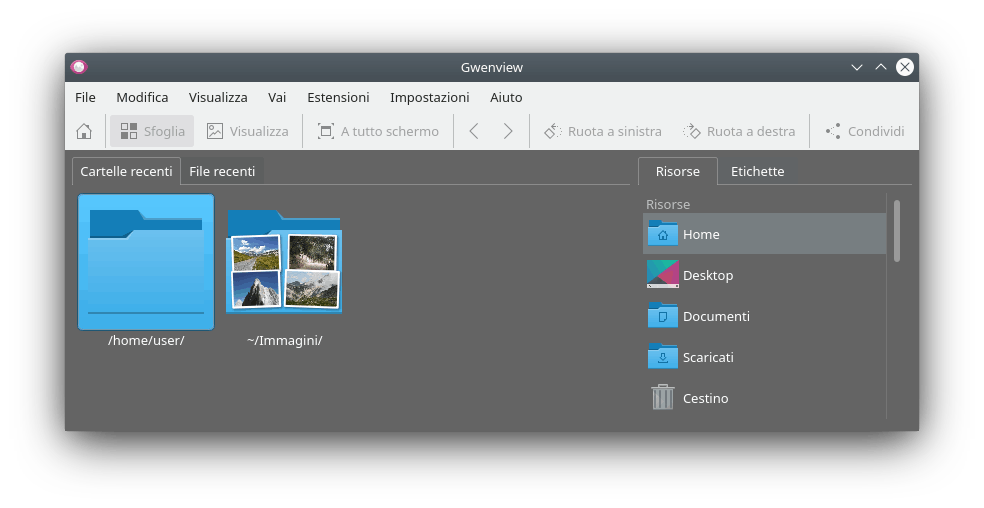 Gwenview
File Modifica Visualizza Vai Estensioni Impostazioni Aiuto
Sfoglia Visualizza A tutto schermo Ruota a sinistra Ruota a destra Condividi
Cartelle recenti File recenti
/home/user/ ~/Immagini/
Risorse Etichette
Risorse
Home
Desktop
Documenti
Scaricati
Cestino